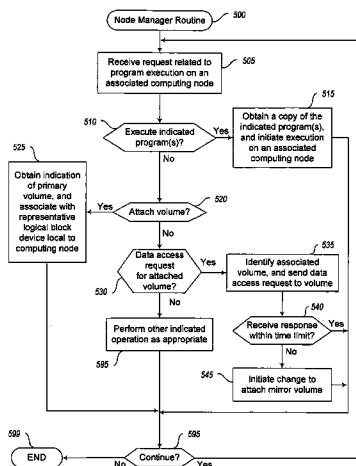 Node Manager Routine
500
Receive request related to
program execution on an
associated computing node
505
510
Execute indicated
program(s)?
Yes
No
515
Obtain a copy of the
indicated program(s),
and initiate execution
on an associated
computing node
525
Obtain indication
of primary
volume, and
associate with
representative
logical block
device local to
computing node
520
Yes
Attach volume?
No
Data access
request
for attached
volume?
530
Yes
No
535
Identify associated
volume, and send data
access request to volume
540
Receive response
within time limit?
Yes
No
545
Initiate change to
attach mirror volume
Perform other indicated
operation as appropriate
585
595
Continue?
No
Yes
599
END